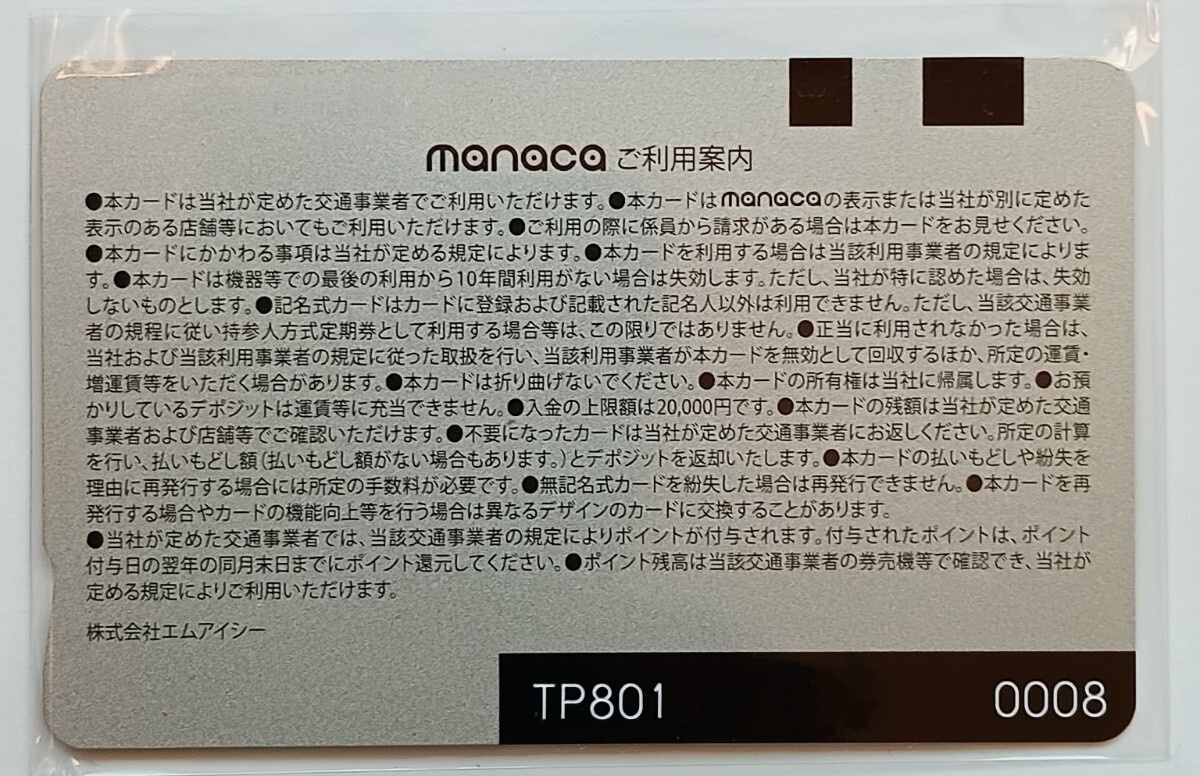 manaca ご利用案内
●本カードは当社が定めた交通事業者でご利用いただけます。●本カードはmanacaの表示または当社が別に定めた
表示のある店舗等においてもご利用いただけます。●ご利用の際に係員から請求がある場合は本カードをお見せください。
●本カードにかかわる事項は当社が定める規定によります。●本カードを利用する場合は当該利用事業者の規定によりま
す。●本カードは機器等での最後の利用から10年間利用がない場合は失効します。ただし、当社が特に認めた場合は、失効
しないものとします。●記名式カードはカードに登録および記載された記名人以外は利用できません。ただし、当該交通事業
者の規程に従い持参人方式定期券として利用する場合等は、この限りではありません。●正当に利用されなかった場合は、
当社および当該利用事業者の規定に従った取扱を行い、当該利用事業者が本カードを無効として回収するほか、所定の運賃・
増運賃等をいただく場合があります。●本カードは折り曲げないでください。●本カードの所有権は当社に帰属します。●お預
かりしているデポジットは運賃等に充当できません。●入金の上限額は20,000円です。●本カードの残額は当社が定めた交通
事業者および店舗等でご確認いただけます。●不要になったカードは当社が定めた交通事業者にお返しください。所定の計算
を行い、払いもどし額(払いもどし額がない場合もあります。)とデポジットを返却いたします。●本カードの払いもどしや紛失を
理由に再発行する場合には所定の手数料が必要です。●無記名式カードを紛失した場合は再発行できません。●本カードを再
発行する場合やカードの機能向上等を行う場合は異なるデザインのカードに交換することがあります。
●当社が定めた交通事業者では、当該交通事業者の規定によりポイントが付与されます。付与されたポイントは、ポイント
付与日の翌年の同月末日までにポイント還元してください。●ポイント残高は当該交通事業者の券売機等で確認でき、当社が
定める規定によりご利用いただけます。
株式会社エムアイシー
TP801 0008